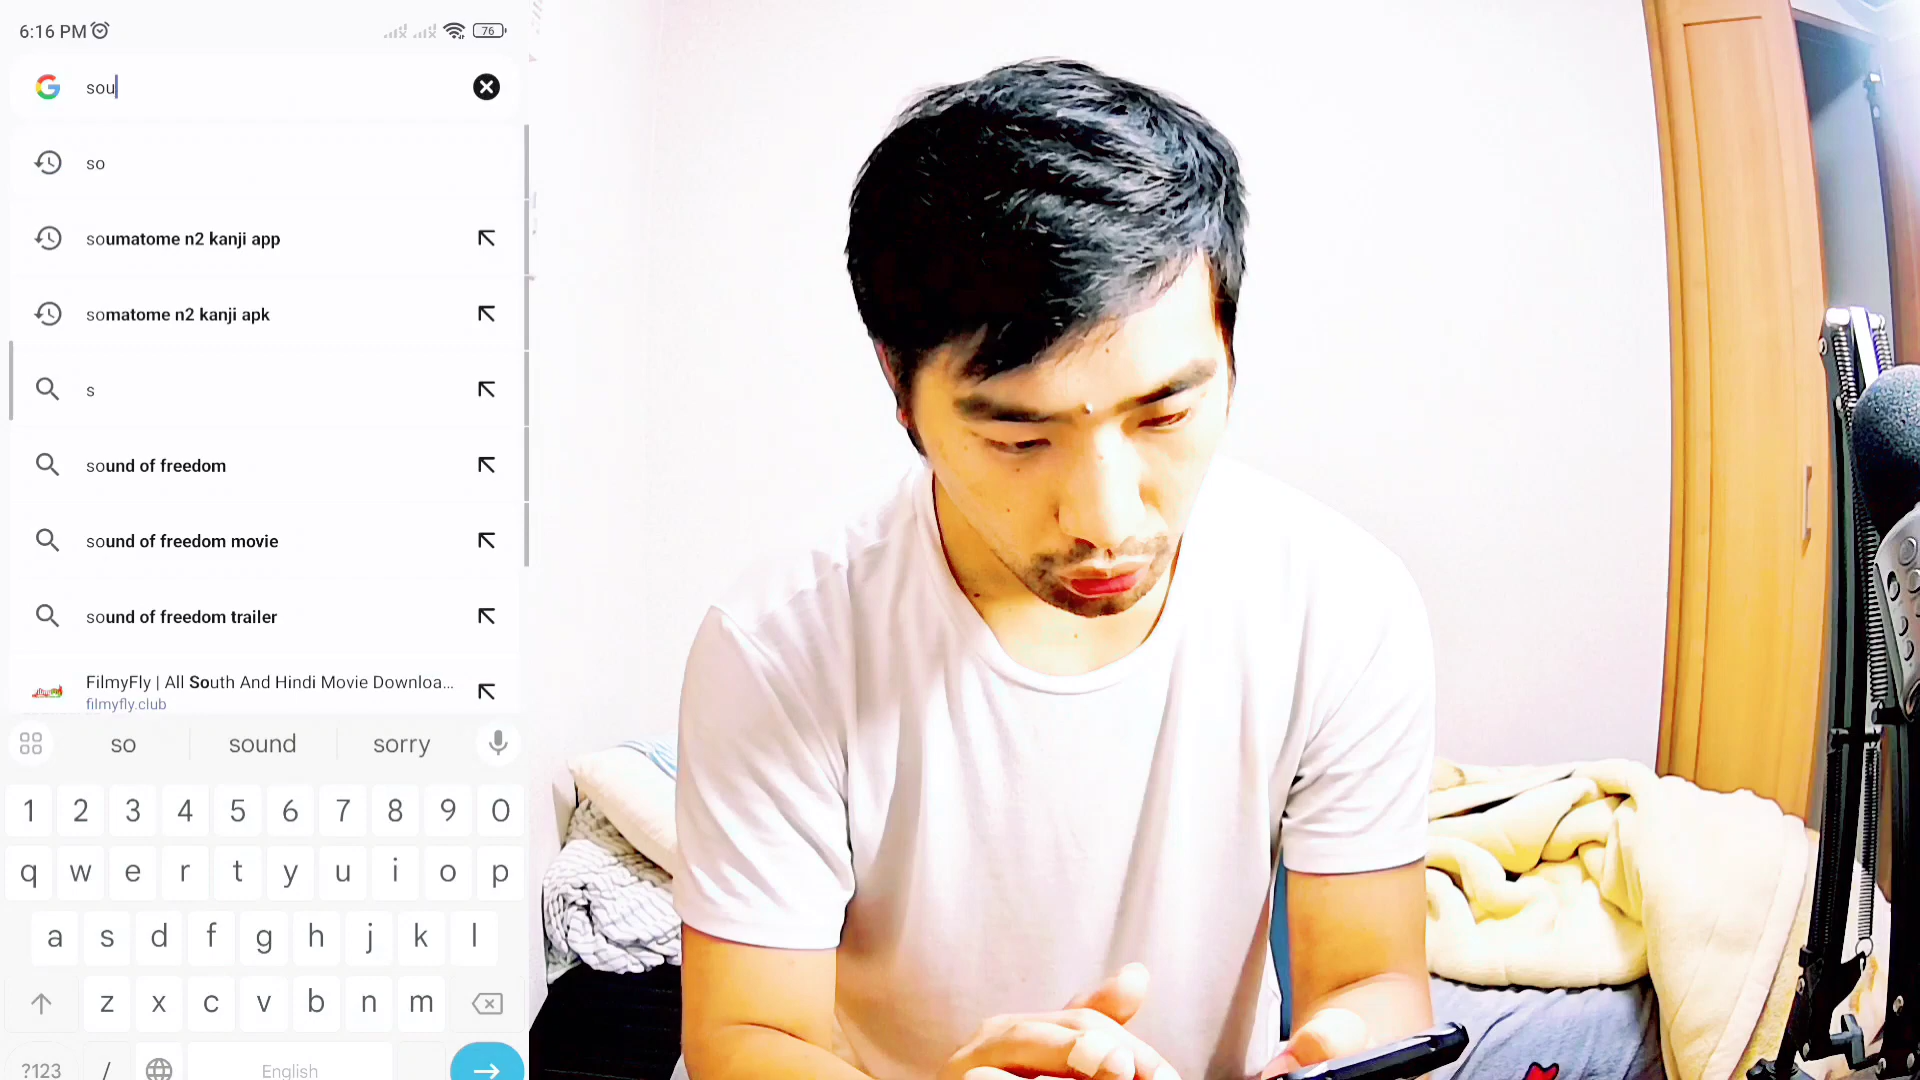 6:16 PM
76
sou
so
soumatome n2 kanji app
somatome n2 kanji apk
s
sound of freedom
sound of freedom movie
sound of freedom trailer
FilmyFly | All South And Hindi Movie Downloa...
filmyfly.club
so sound sorry
1 2 3 4 5 6 7 8 9 0
q w e r t y u i o p
a s d f g h j k l
z x c v b n m
?123 / English